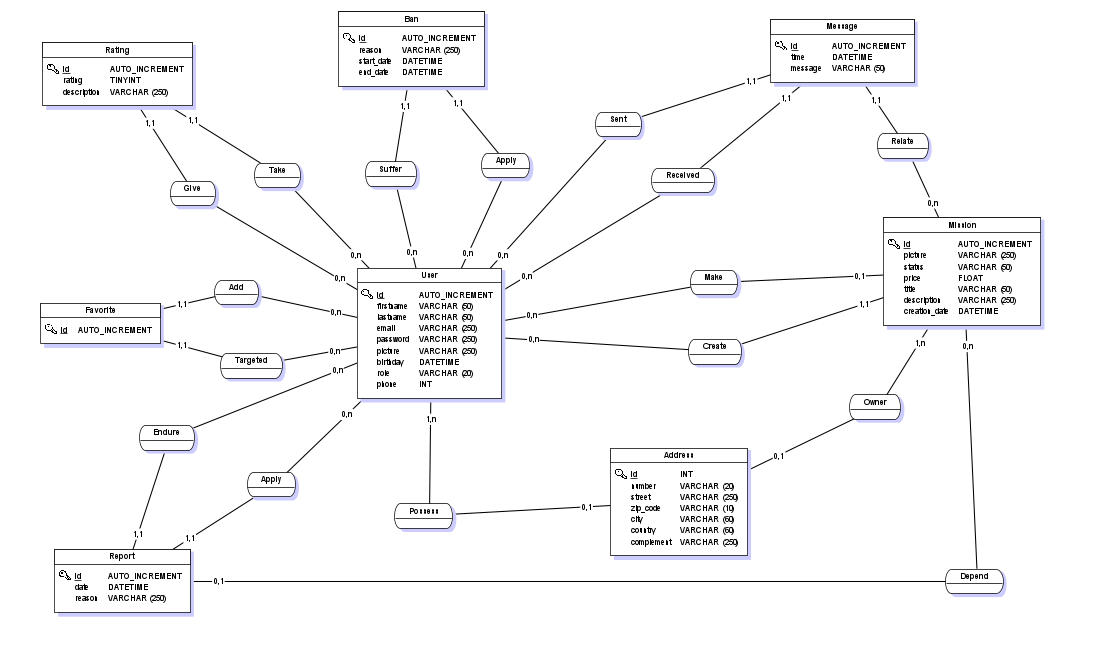 Ban
Id AUTO_INCREMENT
reason VARCHAR (250)
start_date DATETIME
end_date DATETIME
Message
Id AUTO_INCREMENT
time DATETIME
message VARCHAR (50)
Rating
Id AUTO_INCREMENT
rating TINYINT
description VARCHAR (250)
1,1
1,1
1,1
1,1
1,1
1,1
1,1
Sent
Relate
Suffer
Apply
Take
Give
Received
0,n
0,n
0,n
0,n
0,n
0,n
0,n
Mission
Id AUTO_INCREMENT
picture VARCHAR (250)
status VARCHAR (50)
price FLOAT
title VARCHAR (50)
description VARCHAR (250)
creation_date DATETIME
User
Id AUTO_INCREMENT
firstname VARCHAR (50)
lastname VARCHAR (50)
email VARCHAR (250)
password VARCHAR (250)
picture VARCHAR (250)
birthday DATETIME
role VARCHAR (20)
phone INT
Add
Make
0,1
1,1
0,n
0,n
1,1
Favorite
Id AUTO_INCREMENT
1,1
Targeted
0,n
0,n
Create
0,n
1,n
0,n
Owner
0,n
1,n
Endure
Address
Id INT
number VARCHAR (20)
street VARCHAR (250)
zip_code VARCHAR (10)
city VARCHAR (60)
country VARCHAR (60)
complement VARCHAR (250)
0,1
Apply
Possess
0,1
1,1
1,1
Report
Id AUTO_INCREMENT
date DATETIME
reason VARCHAR (250)
0,1
Depend